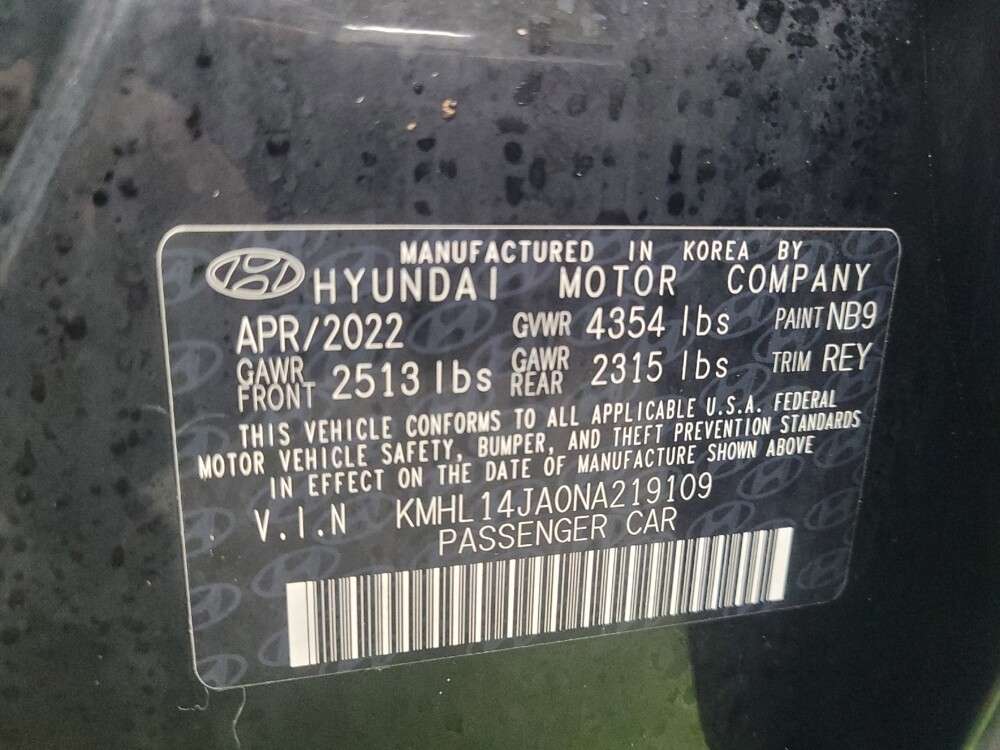 MANUFACTURED IN KOREA BY
HYUNDAI MOTOR COMPANY
APR/2022 GVWR 4354 lbs PAINT NB9
GAWR FRONT 2513 lbs GAWR REAR 2315 lbs TRIM REY
THIS VEHICLE CONFORMS TO ALL APPLICABLE U.S.A. FEDERAL
MOTOR VEHICLE SAFETY, BUMPER, AND THEFT PREVENTION STANDARDS
IN EFFECT ON THE DATE OF MANUFACTURE SHOWN ABOVE
V.I.N KMHL14JA0NA219109
PASSENGER CAR